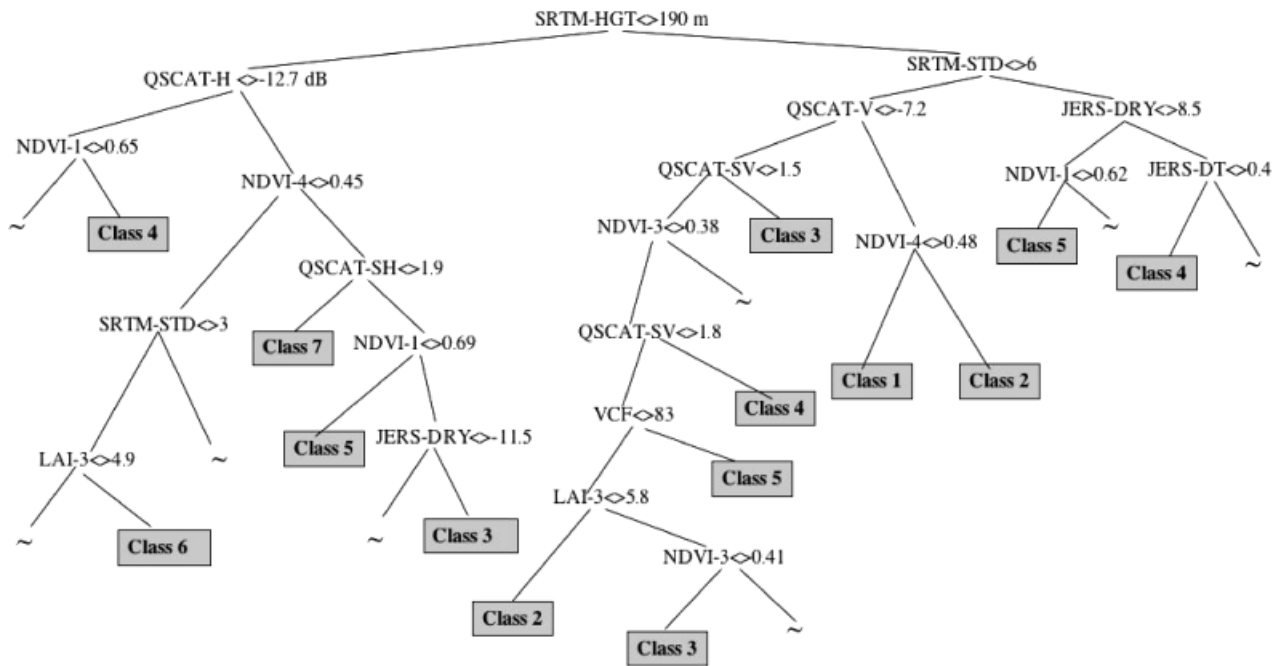 SRTM-HGT<>190 m
QSCAT-H <>-12.7 dB
SRTM-STD<>6
NDVI-1<>0.65
QSCAT-V<>-7.2
JERS-DRY<>8.5
NDVI-4<>0.45
QSCAT-SV<>1.5
NDVI-1<>0.62
JERS-DT<0.4
~
Class 4
NDVI-3<>0.38
Class 3
NDVI-4<>0.48
Class 5
~
Class 4
~
QSCAT-SH<>1.9
~
SRTM-STD<>3
Class 7
NDVI-1<>0.69
QSCAT-SV<>1.8
Class 1
Class 2
Class 4
VCF<>83
LAI-3<>4.9
~
Class 5
JERS-DRY<>-11.5
Class 5
~
Class 6
~
Class 3
LAI-3<>5.8
NDVI-3<>0.41
Class 2
Class 3
~